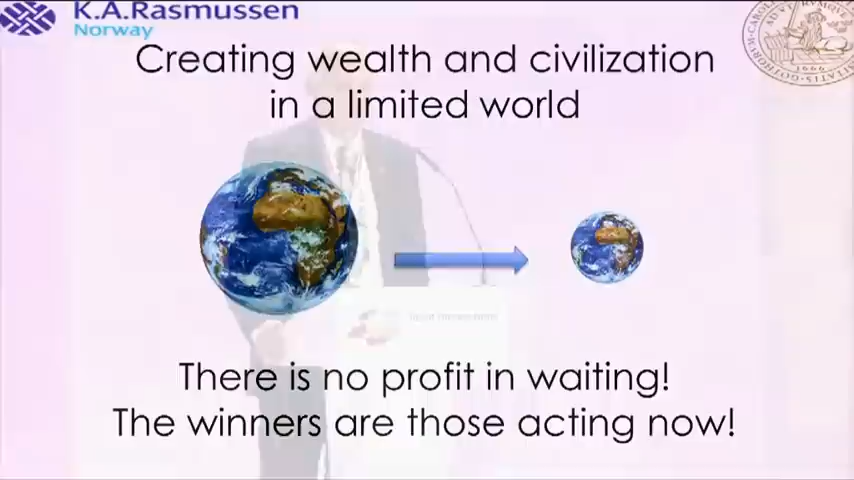 K.A.Rasmussen
Norway
Creating wealth and civilization
in a limited world
There is no profit in waiting!
The winners are those acting now!
1666